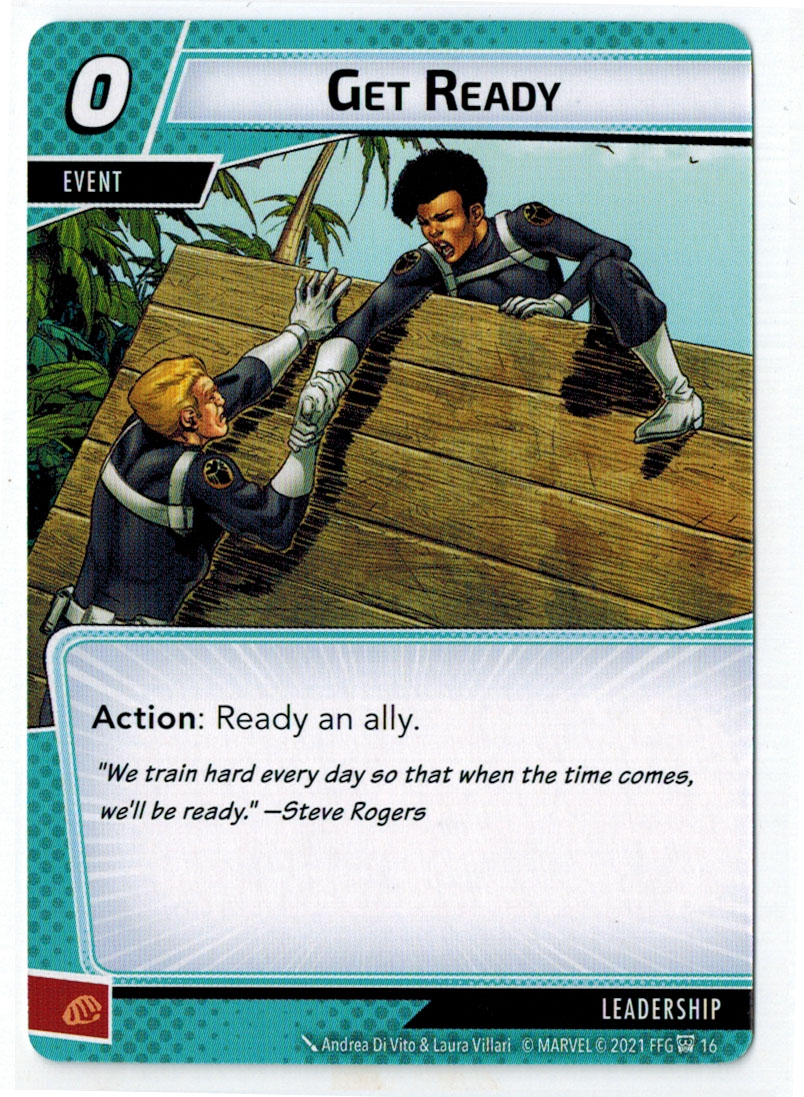 0
GET READY
EVENT
Action: Ready an ally.
"We train hard every day so that when the time comes,
we'll be ready." —Steve Rogers
LEADERSHIP
Andrea Di Vito & Laura Villari © MARVEL © 2021 FFG 16